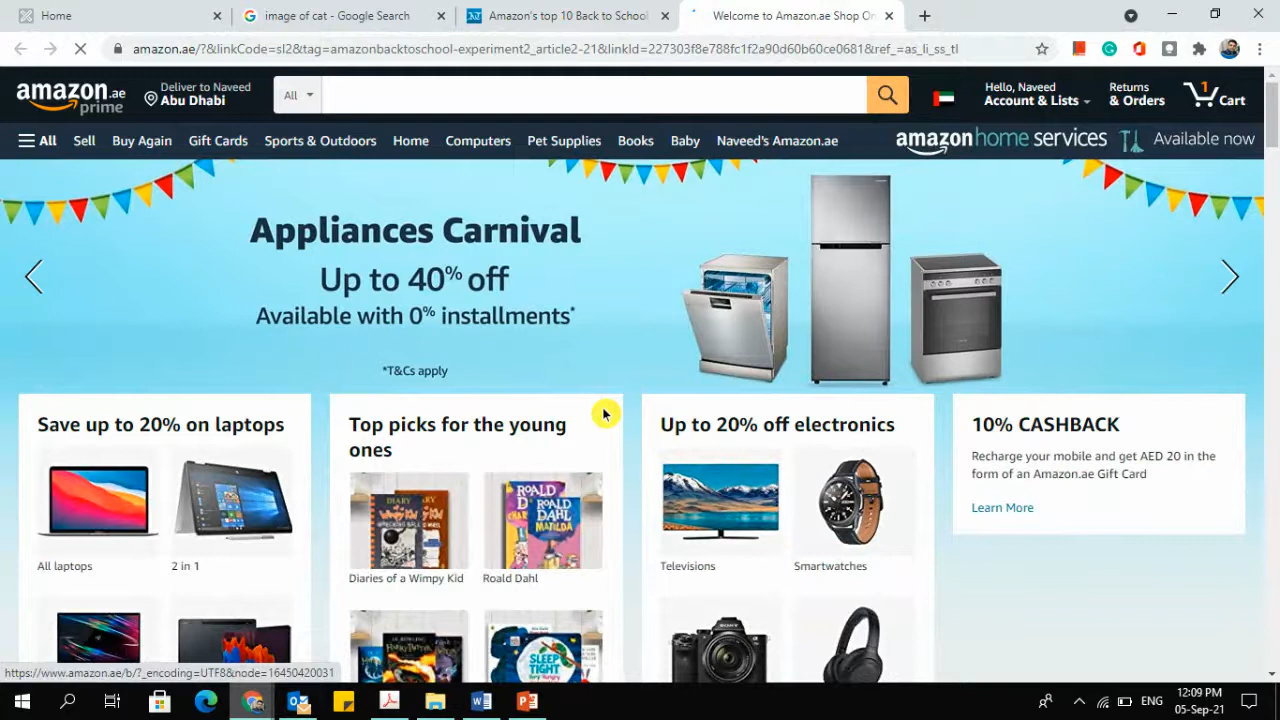 Home
image of cat - Google Search
Amazon's top 10 Back to School
Welcome to Amazon.ae Shop On
amazon.ae/?&linkCode=sl2&tag=amazonbacktoschool-experiment2_article2-21&linkId=227303f8e788fc1f2a90d60b60ce0681&ref_=as_li_ss_tl
amazon.ae
prime
Deliver to Naveed
Abu Dhabi
All
Hello, Naveed
Account & Lists
Returns
& Orders
1
Cart
All
Sell
Buy Again
Gift Cards
Sports & Outdoors
Home
Computers
Pet Supplies
Books
Baby
Naveed's Amazon.ae
amazon home services
Available now
Appliances Carnival
Up to 40% off
Available with 0% installments*
*T&Cs apply
Save up to 20% on laptops
All laptops
2 in 1
Top picks for the young
ones
DIARY
Wimpy Kid
WRECKING BALL
ROALD
DAHL
MATILDA
Diaries of a Wimpy Kid
Roald Dahl
SLEEP
TIGHT
Up to 20% off electronics
Televisions
Smartwatches
SONY
10% CASHBACK
Recharge your mobile and get AED 20 in the
form of an Amazon.ae Gift Card
Learn More
https://www.amazon.ae/b/?_encoding=UTF8&node=16450420031
ENG
12:09 PM
05-Sep-21